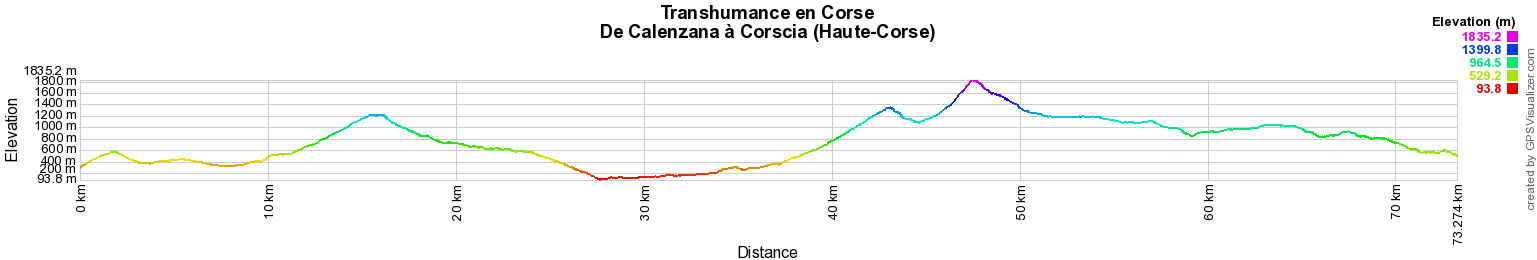 Transhumance en Corse
De Calenzana à Corscia (Haute-Corse)
Elevation (m)
1835.2
1399.8
964.5
529.2
93.8
1835.2 m
1800 m
1600 m
1400 m
1200 m
1000 m
800 m
600 m
400 m
200 m
93.8 m
Elevation
0 km
10 km
20 km
30 km
40 km
50 km
60 km
70 km
73.274 km
Distance
created by GPSVisualizer.com